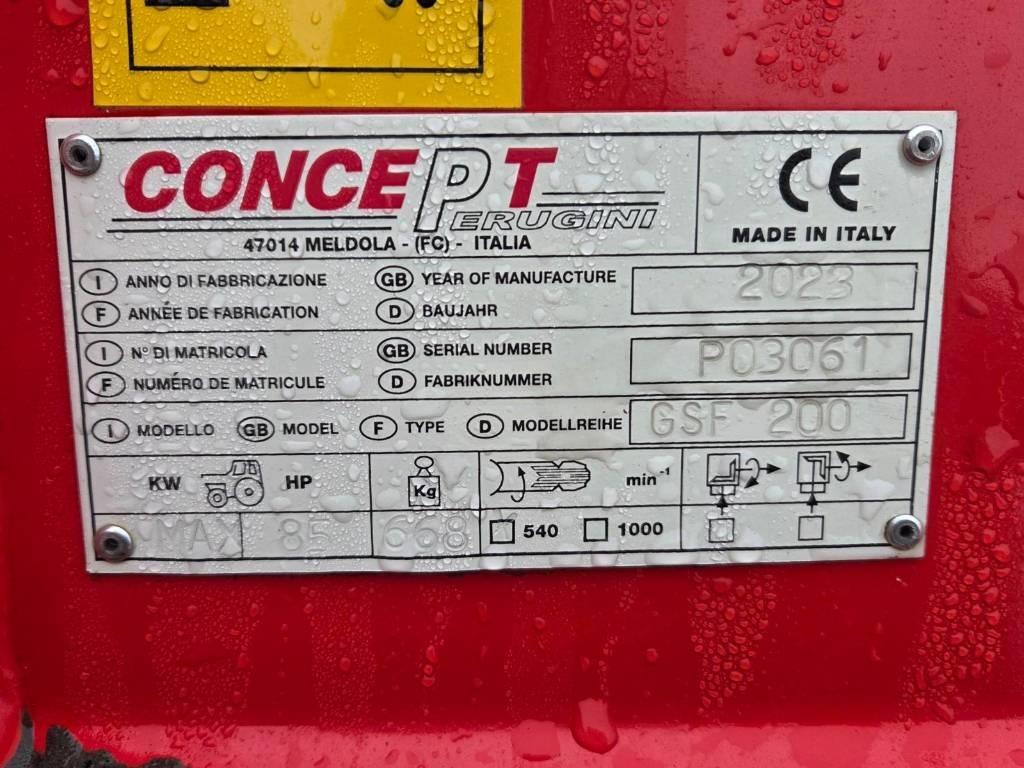 CONCEPT
PERUGINI
47014 MELDOLA - (FC) - ITALIA
CE
MADE IN ITALY
I ANNO DI FABBRICAZIONE GB YEAR OF MANUFACTURE 2023
F ANNÉE DE FABRICATION D BAUJAHR
I N° DI MATRICOLA GB SERIAL NUMBER P03061
F NUMÉRO DE MATRICULE D FABRIKNUMMER
I MODELLO GB MODEL F TYPE D MODELLREIHE GSF 200
KW HP Kg min⁻¹
MAX 85 668 540 1000